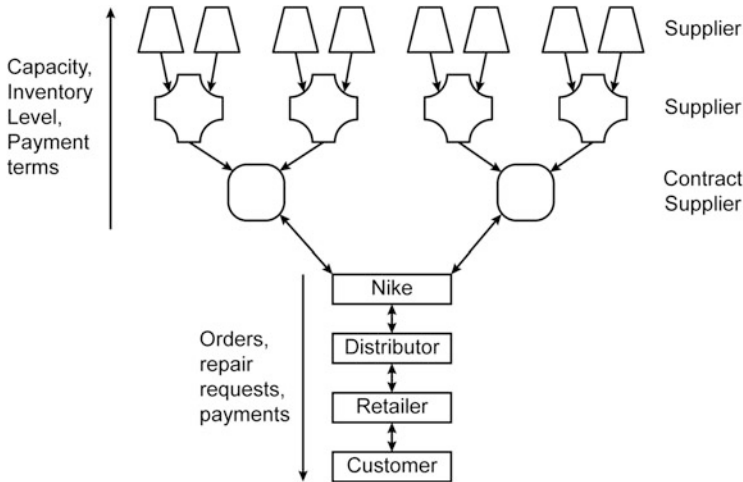 Supplier
Capacity,
Inventory
Level,
Payment
terms
Supplier
Contract
Supplier
Nike
Orders,
repair
requests,
payments
Distributor
Retailer
Customer